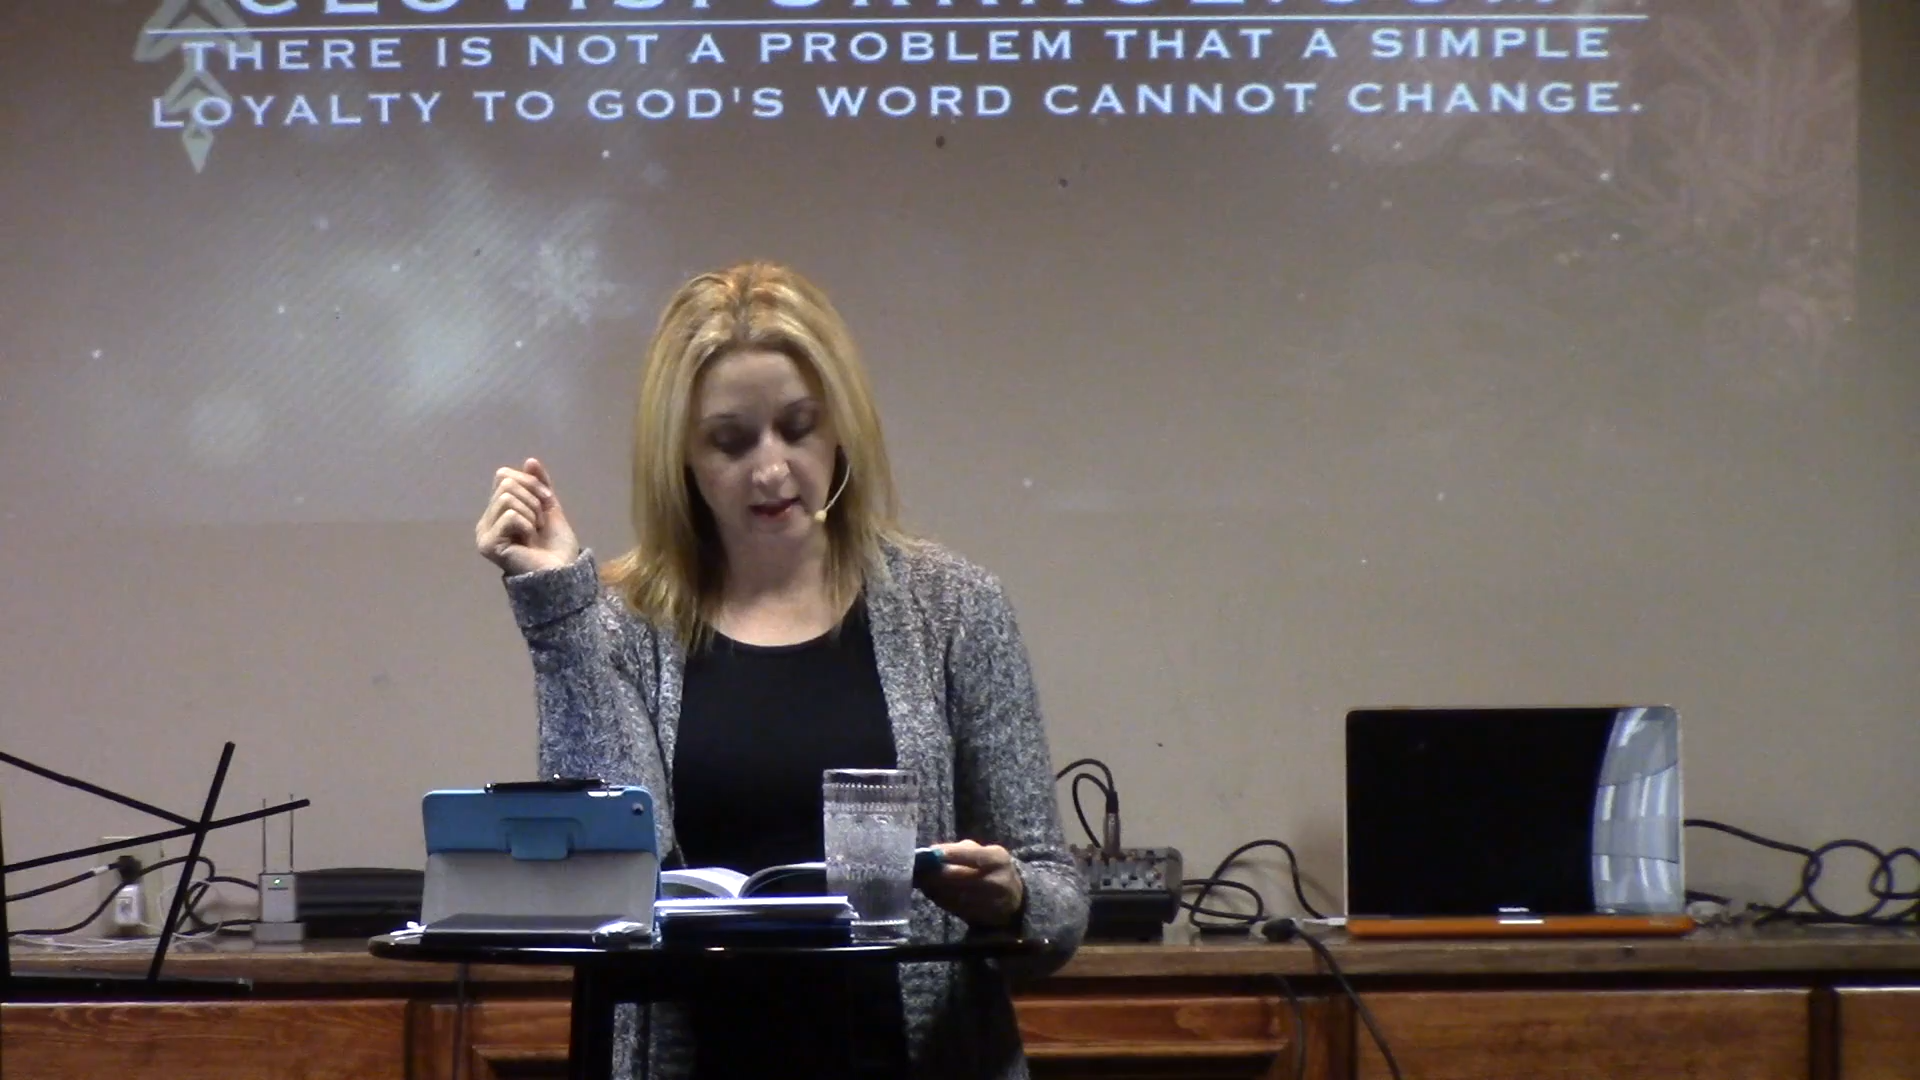 THERE IS NOT A PROBLEM THAT A SIMPLE
LOYALTY TO GOD'S WORD CANNOT CHANGE.